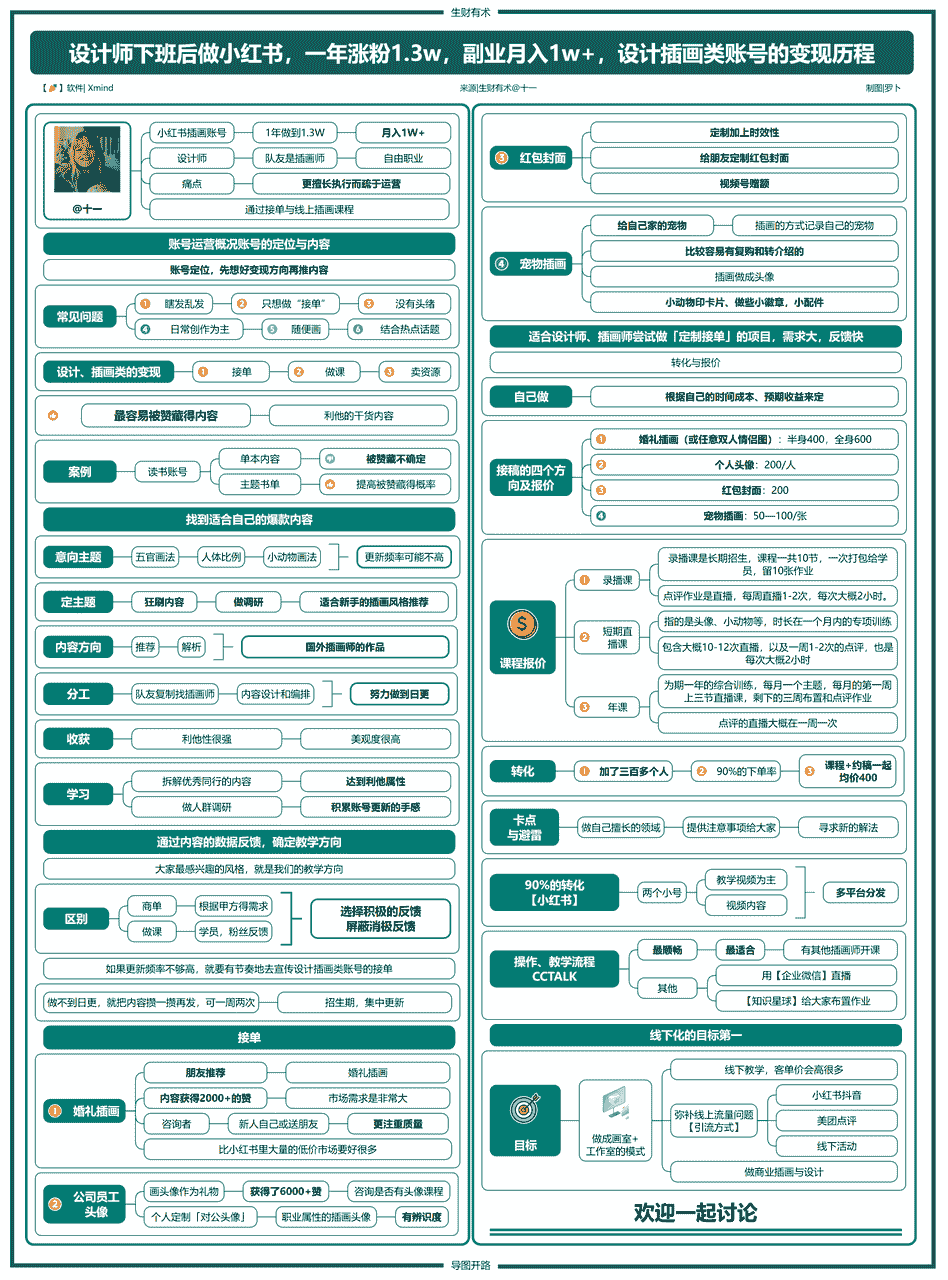 生财有术
设计师下班后做小红书，一年涨粉1.3w，副业月入1w+，设计插画类账号的变现历程
【 】软件| Xmind
来源|生财有术@十一
制图|罗卜
@十一
小红书插画账号
1年做到1.3W
月入1W+
设计师
队友是插画师
自由职业
痛点
更擅长执行而疏于运营
通过接单与线上插画课程
账号运营概况账号的定位与内容
账号定位，先想好变现方向再推内容
常见问题
1 瞎发乱发
2 只想做“接单”
3 没有头绪
4 日常创作为主
5 随便画
6 结合热点话题
设计、插画类的变现
1 接单
2 做课
3 卖资源
最容易被赞藏得内容
利他的干货内容
案例
读书账号
单本内容
被赞藏不确定
主题书单
提高被赞藏得概率
找到适合自己的爆款内容
意向主题
五官画法
人体比例
小动物画法
更新频率可能不高
定主题
狂刷内容
做调研
适合新手的插画风格推荐
内容方向
推荐
解析
国外插画师的作品
分工
队友复制找插画师
内容设计和编排
努力做到日更
收获
利他性很强
美观度很高
学习
拆解优秀同行的内容
达到利他属性
做人群调研
积累账号更新的手感
通过内容的数据反馈，确定教学方向
大家最感兴趣的风格，就是我们的教学方向
区别
商单
根据甲方得需求
做课
学员，粉丝反馈
选择积极的反馈
屏蔽消极反馈
如果更新频率不够高，就要有节奏地去宣传设计插画类账号的接单
做不到日更，就把内容攒一攒再发，可一周两次
招生期，集中更新
接单
1 婚礼插画
朋友推荐
婚礼插画
内容获得2000+的赞
市场需求是非常大
咨询者
新人自己或送朋友
更注重质量
比小红书里大量的低价市场要好很多
2 公司员工
头像
画头像作为礼物
获得了6000+赞
咨询是否有头像课程
个人定制「对公头像」
职业属性的插画头像
有辨识度
3 红包封面
定制加上时效性
给朋友定制红包封面
视频号赠额
4 宠物插画
给自己家的宠物
插画的方式记录自己的宠物
比较容易有复购和转介绍的
插画做成头像
小动物印卡片、做些小徽章，小配件
适合设计师、插画师尝试做「定制接单」的项目，需求大，反馈快
转化与报价
自己做
根据自己的时间成本、预期收益来定
接稿的四个方
向及报价
1 婚礼插画（或任意双人情侣图）：半身400，全身600
2 个人头像：200/人
3 红包封面：200
4 宠物插画：50—100/张
课程报价
1 录播课
录播课是长期招生，课程一共10节，一次打包给学
员，留10张作业
点评作业是直播，每周直播1-2次，每次大概2小时。
2 短期直
播课
指的是头像、小动物等，时长在一个月内的专项训练
包含大概10-12次直播，以及一周1-2次的点评，也是
每次大概2小时
3 年课
为期一年的综合训练，每月一个主题，每月的第一周
上三节直播课，剩下的三周布置和点评作业
点评的直播大概在一周一次
转化
1 加了三百多个人
2 90%的下单率
3 课程+约稿一起
均价400
卡点
与避雷
做自己擅长的领域
提供注意事项给大家
寻求新的解法
90%的转化
【小红书】
两个小号
教学视频为主
视频内容
多平台分发
操作、教学流程
CCTALK
最顺畅
最适合
有其他插画师开课
其他
用【企业微信】直播
【知识星球】给大家布置作业
线下化的目标第一
目标
做成画室+
工作室的模式
线下教学，客单价会高很多
弥补线上流量问题
【引流方式】
小红书抖音
美团点评
线下活动
做商业插画与设计
欢迎一起讨论
导图开路